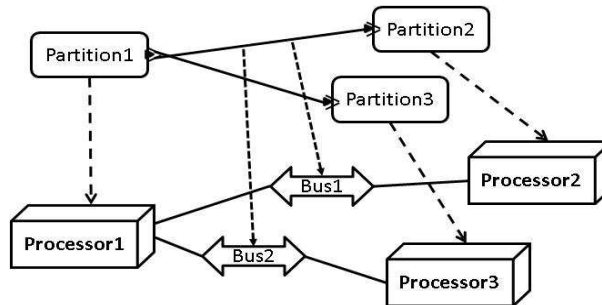 Partition2
Partition1
Partition3
Bus1
Processor2
Processor1
Bus2
Processor3